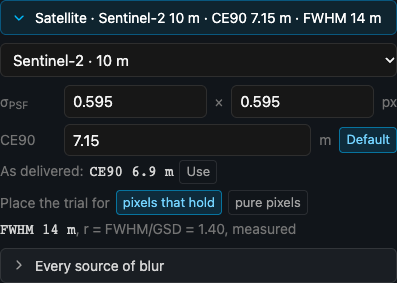 Satellite · Sentinel-2 10 m · CE90 7.15 m · FWHM 14 m
Sentinel-2 · 10 m
σPSF 0.595 × 0.595 px
CE90 7.15 m Default
As delivered: CE90 6.9 m Use
Place the trial for pixels that hold pure pixels
FWHM 14 m, r = FWHM/GSD = 1.40, measured
Every source of blur